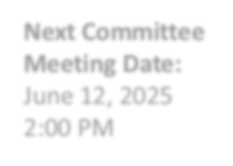 Next Committee
Meeting Date:
June 12, 2025
2:00 PM